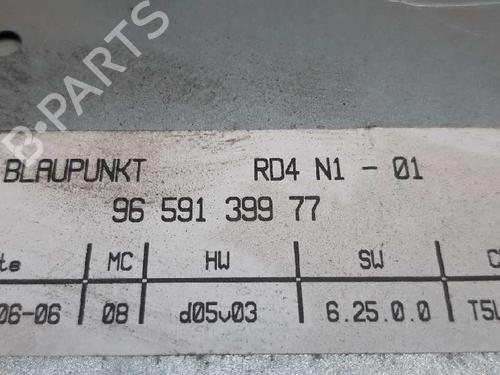 B-PARTS
BLAUPUNKT RD4 N1 - 01
96 591 399 77
MC HW SW
06-06 08 d05v03 6.25.0.0